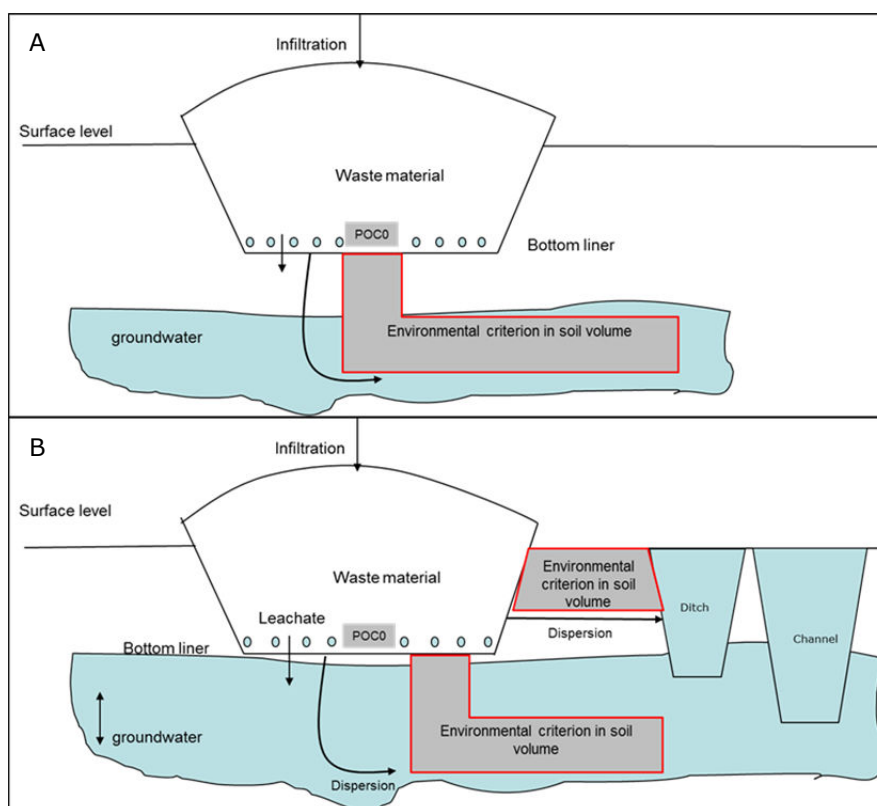 A
Infiltration
Surface level
Waste material
POC0
Bottom liner
groundwater
Environmental criterion in soil volume
B
Infiltration
Surface level
Waste material
Environmental
criterion in soil
volume
Ditch
Leachate
POC0
Dispersion
Channel
Bottom liner
groundwater
Environmental criterion in soil
volume
Dispersion